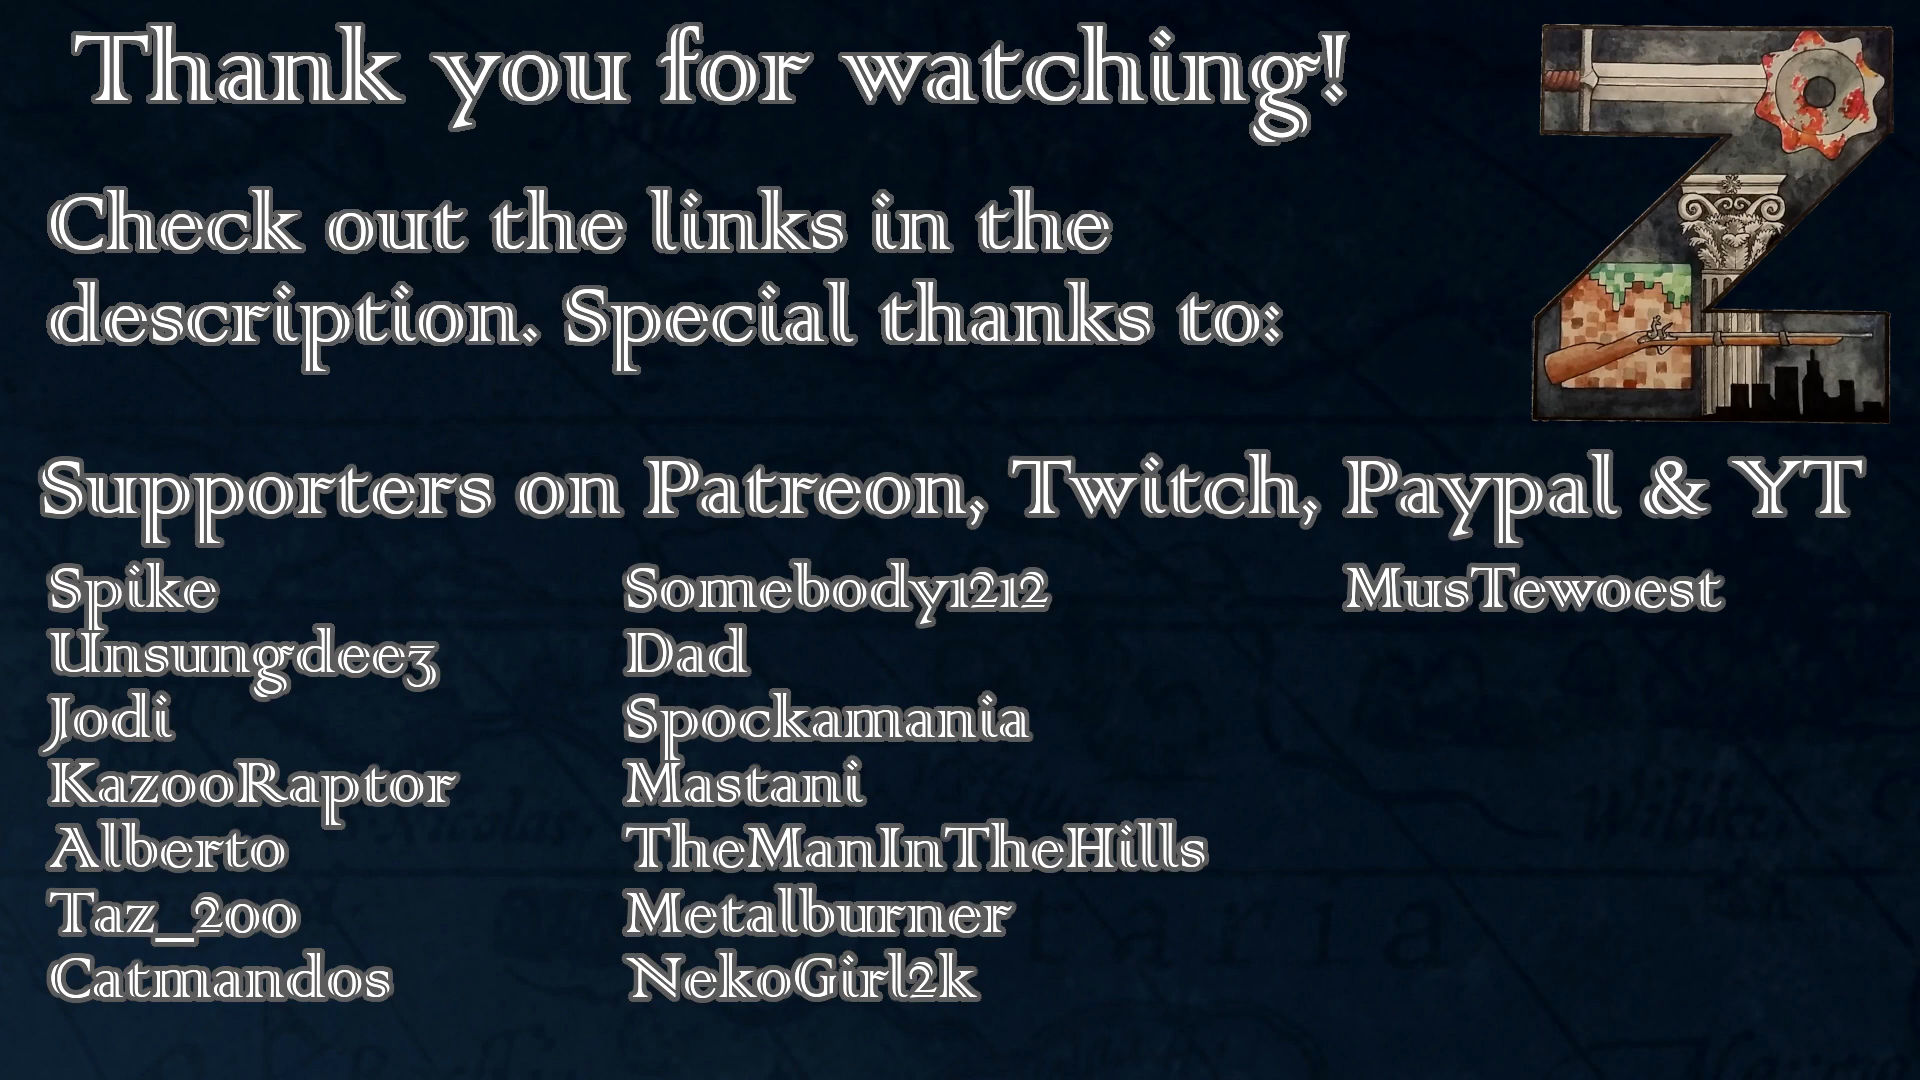 Thank you for watching!
Check out the links in the
description. Special thanks to:
Supporters on Patreon, Twitch, Paypal & YT
Spike
Unsungdee3
Jodi
KazooRaptor
Alberto
Taz_200
Catmandos
Somebody1212
Dad
Spockamania
Mastani
TheManInTheHills
Metalburner
NekoGirl2k
MusTewoest